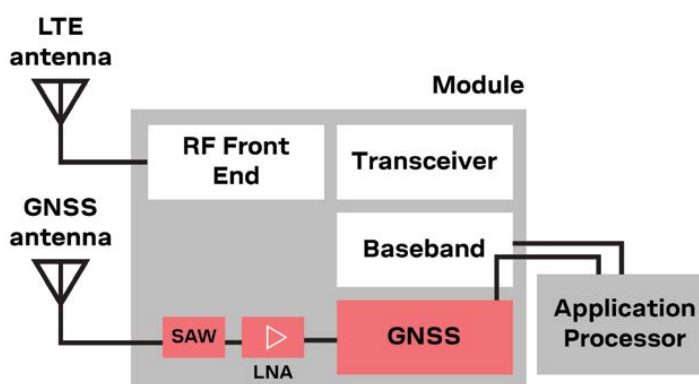 LTE
antenna
Module
RF Front
End
Transceiver
GNSS
antenna
Baseband
SAW
LNA
GNSS
Application
Processor